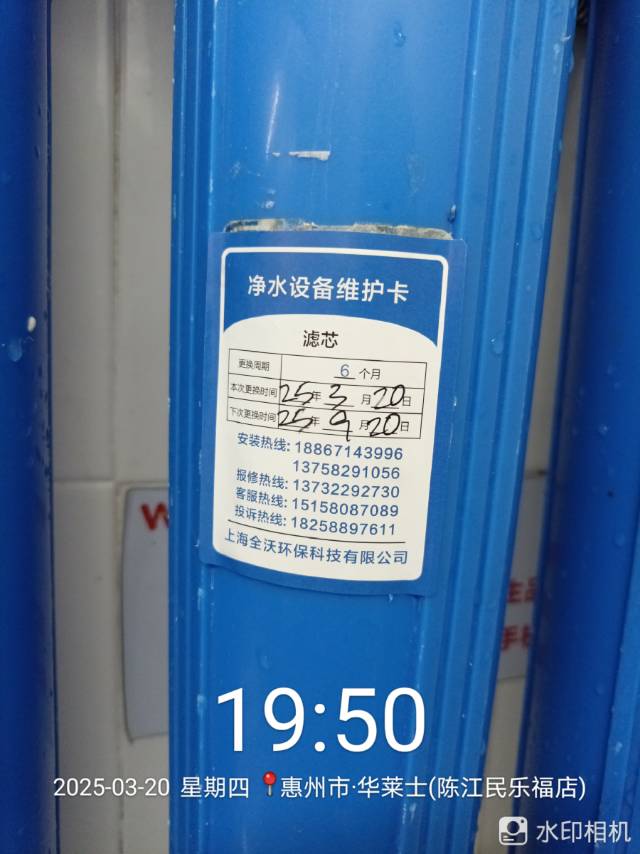 净水设备维护卡
滤芯
更换周期 6 个月
本次更换时间 25年 3 月 20日
下次更换时间 25年 9 月 20日
安装热线: 18867143996
13758291056
报修热线: 13732292730
客服热线: 15158087089
投诉热线: 18258897611
上海全沃环保科技有限公司
W
生品
手机
19:50
2025-03-20 星期四 惠州市·华莱士(陈江民乐福店)
水印相机